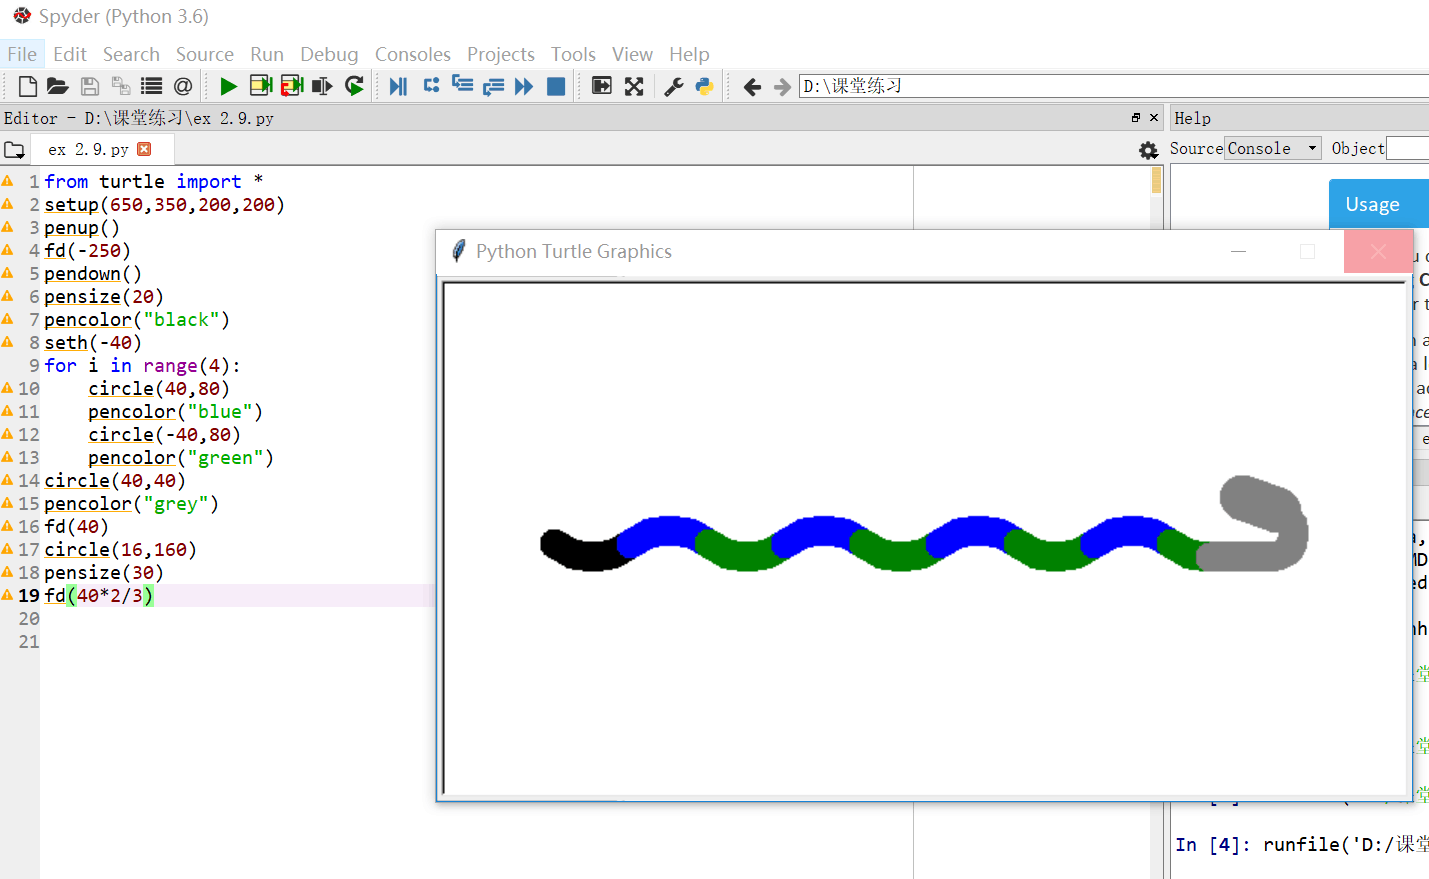 Spyder (Python 3.6)
File Edit Search Source Run Debug Consoles Projects Tools View Help
D:\课堂练习
Editor - D:\课堂练习\ex 2.9.py
Help
ex 2.9.py
Source Console Object
Usage
1 from turtle import *
2 setup(650,350,200,200)
3 penup()
4 fd(-250)
5 pendown()
6 pensize(20)
7 pencolor("black")
8 seth(-40)
9 for i in range(4):
10     circle(40,80)
11     pencolor("blue")
12     circle(-40,80)
13     pencolor("green")
14 circle(40,40)
15 pencolor("grey")
16 fd(40)
17 circle(16,160)
18 pensize(30)
19 fd(40*2/3)
20
21
Python Turtle Graphics
In [4]: runfile('D:/课堂